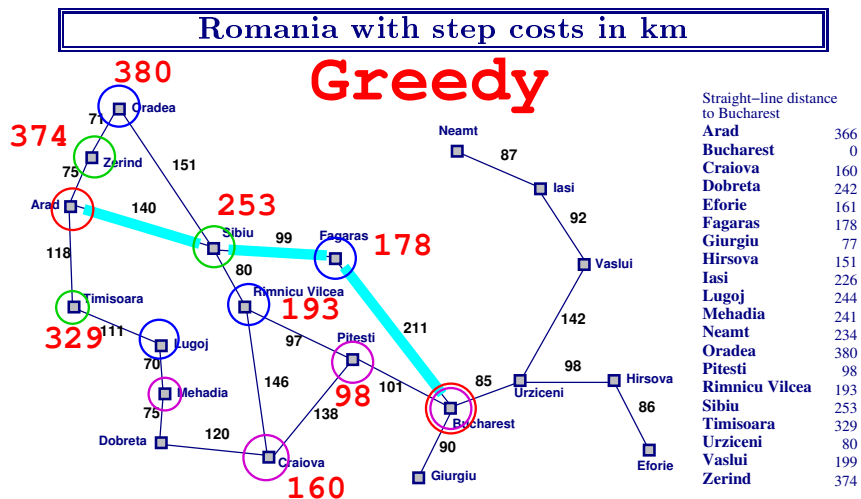 Romania with step costs in km
Greedy
380
Oradea
71
374
Zerind
75
151
Arad
140
253
Sibiu
99
Fagaras
178
118
80
Rimnicu Vilcea
193
Timisoara
329
111
Lugoj
70
Mehadia
75
Dobreta
120
146
97
Pitesti
98
138
101
Craiova
160
211
Bucharest
90
Giurgiu
85
Urziceni
98
Hirsova
86
Eforie
142
Vaslui
92
Iasi
87
Neamt
Straight−line distance
to Bucharest
Arad 366
Bucharest 0
Craiova 160
Dobreta 242
Eforie 161
Fagaras 178
Giurgiu 77
Hirsova 151
Iasi 226
Lugoj 244
Mehadia 241
Neamt 234
Oradea 380
Pitesti 98
Rimnicu Vilcea 193
Sibiu 253
Timisoara 329
Urziceni 80
Vaslui 199
Zerind 374